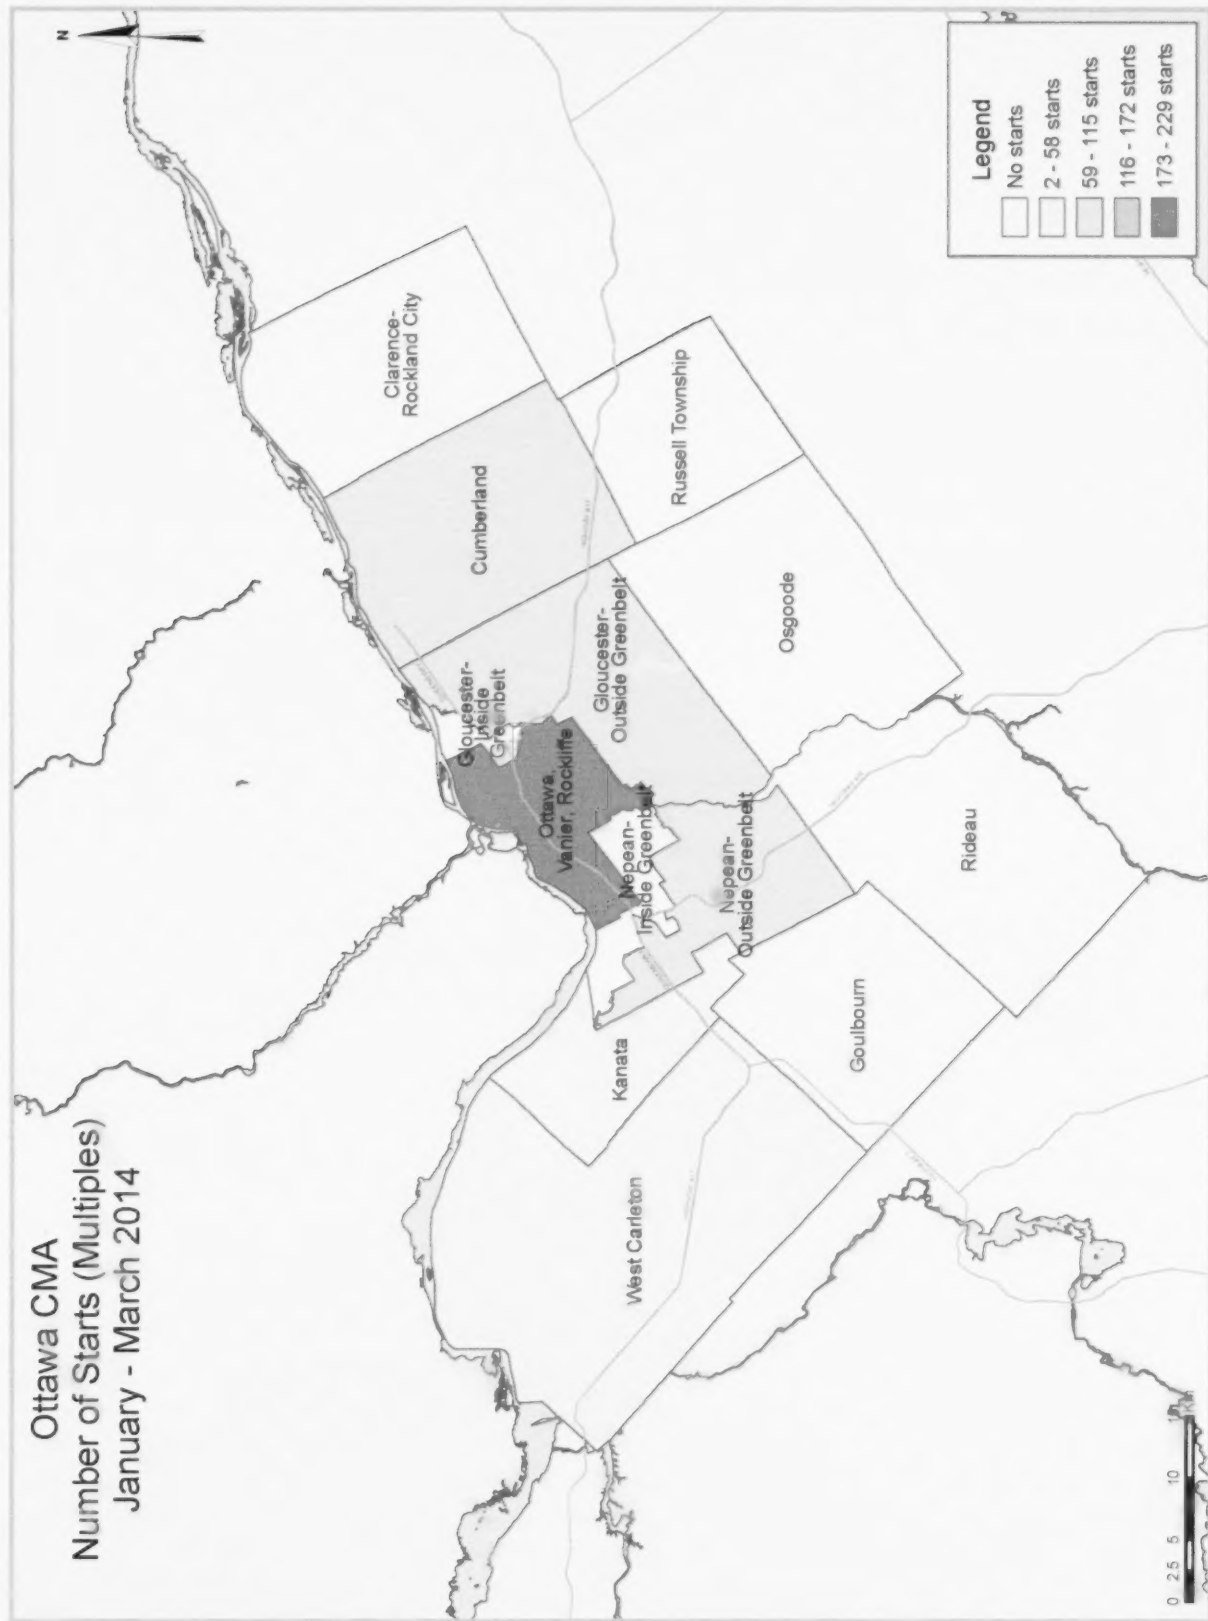 Ottawa CMA
Number of Starts (Multiples)
January - March 2014
N
Clarence-
Rockland City
Cumberland
Russell Township
Gloucester-
Inside
Greenbelt
Gloucester-
Outside Greenbelt
Osgoode
Ottawa,
Vanier, Rockliffe
Nepean-
Inside Greenbelt
Nepean-
Outside Greenbelt
Rideau
Kanata
Goulbourn
West Carleton
Legend
No starts
2 - 58 starts
59 - 115 starts
116 - 172 starts
173 - 229 starts
0 2.5 5 10
Km